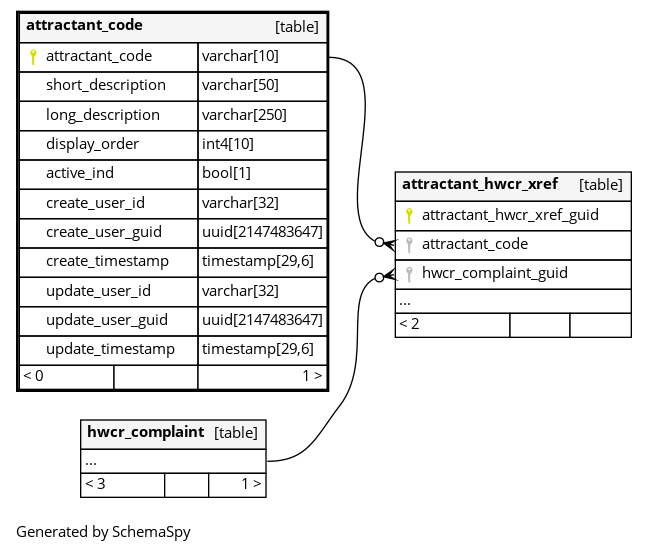 attractant_code [table]
attractant_code varchar[10]
short_description varchar[50]
long_description varchar[250]
display_order int4[10]
active_ind bool[1]
create_user_id varchar[32]
create_user_guid uuid[2147483647]
create_timestamp timestamp[29,6]
update_user_id varchar[32]
update_user_guid uuid[2147483647]
update_timestamp timestamp[29,6]
< 0 1 >
attractant_hwcr_xref [table]
attractant_hwcr_xref_guid
attractant_code
hwcr_complaint_guid
...
< 2
hwcr_complaint [table]
...
< 3 1 >
Generated by SchemaSpy